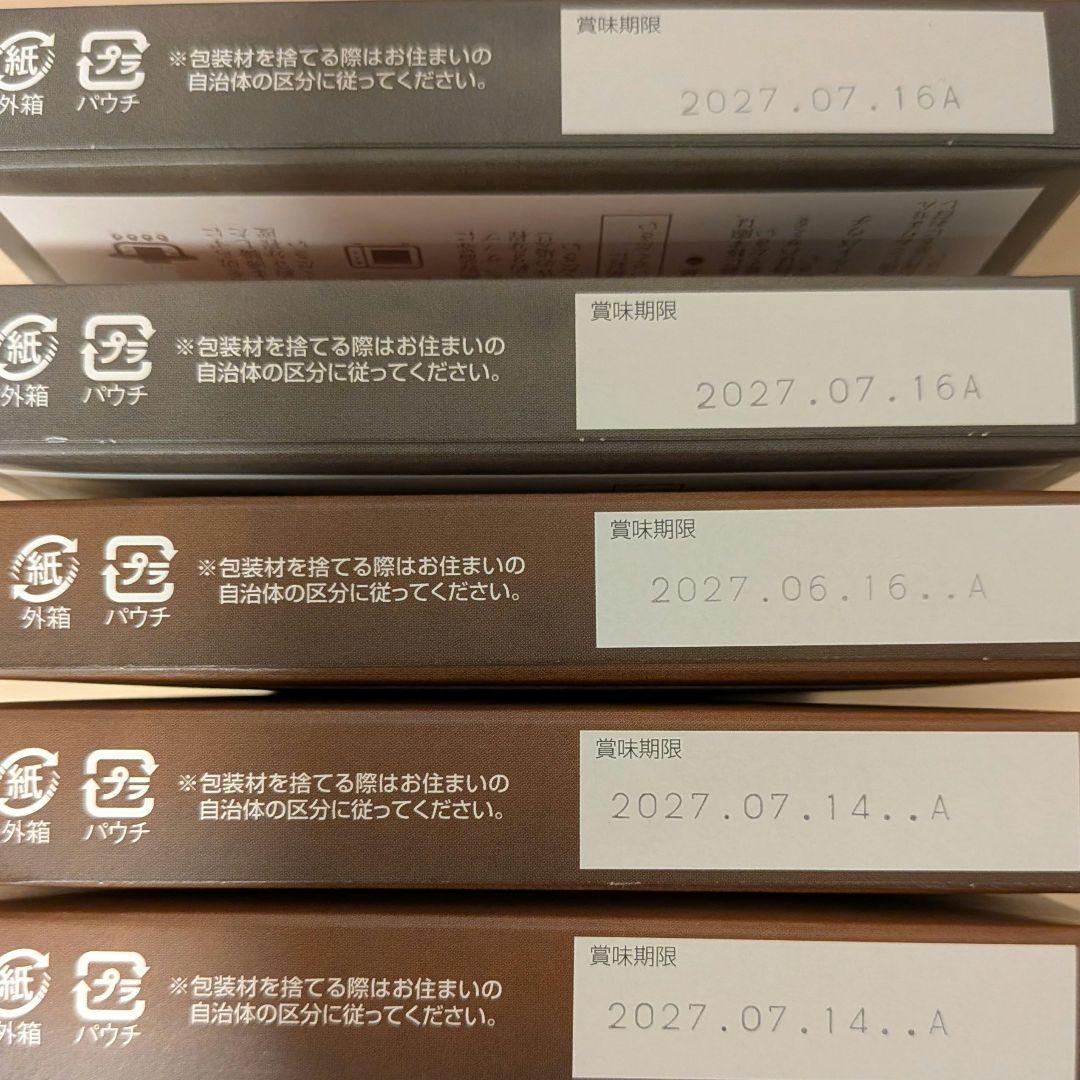 紙
外箱
プラ
パウチ
※包装材を捨てる際はお住まいの
自治体の区分に従ってください。
賞味期限
2027.07.16A
紙
外箱
プラ
パウチ
※包装材を捨てる際はお住まいの
自治体の区分に従ってください。
賞味期限
2027.07.16A
紙
外箱
プラ
パウチ
※包装材を捨てる際はお住まいの
自治体の区分に従ってください。
賞味期限
2027.06.16..A
紙
外箱
プラ
パウチ
※包装材を捨てる際はお住まいの
自治体の区分に従ってください。
賞味期限
2027.07.14..A
紙
外箱
プラ
パウチ
※包装材を捨てる際はお住まいの
自治体の区分に従ってください。
賞味期限
2027.07.14..A